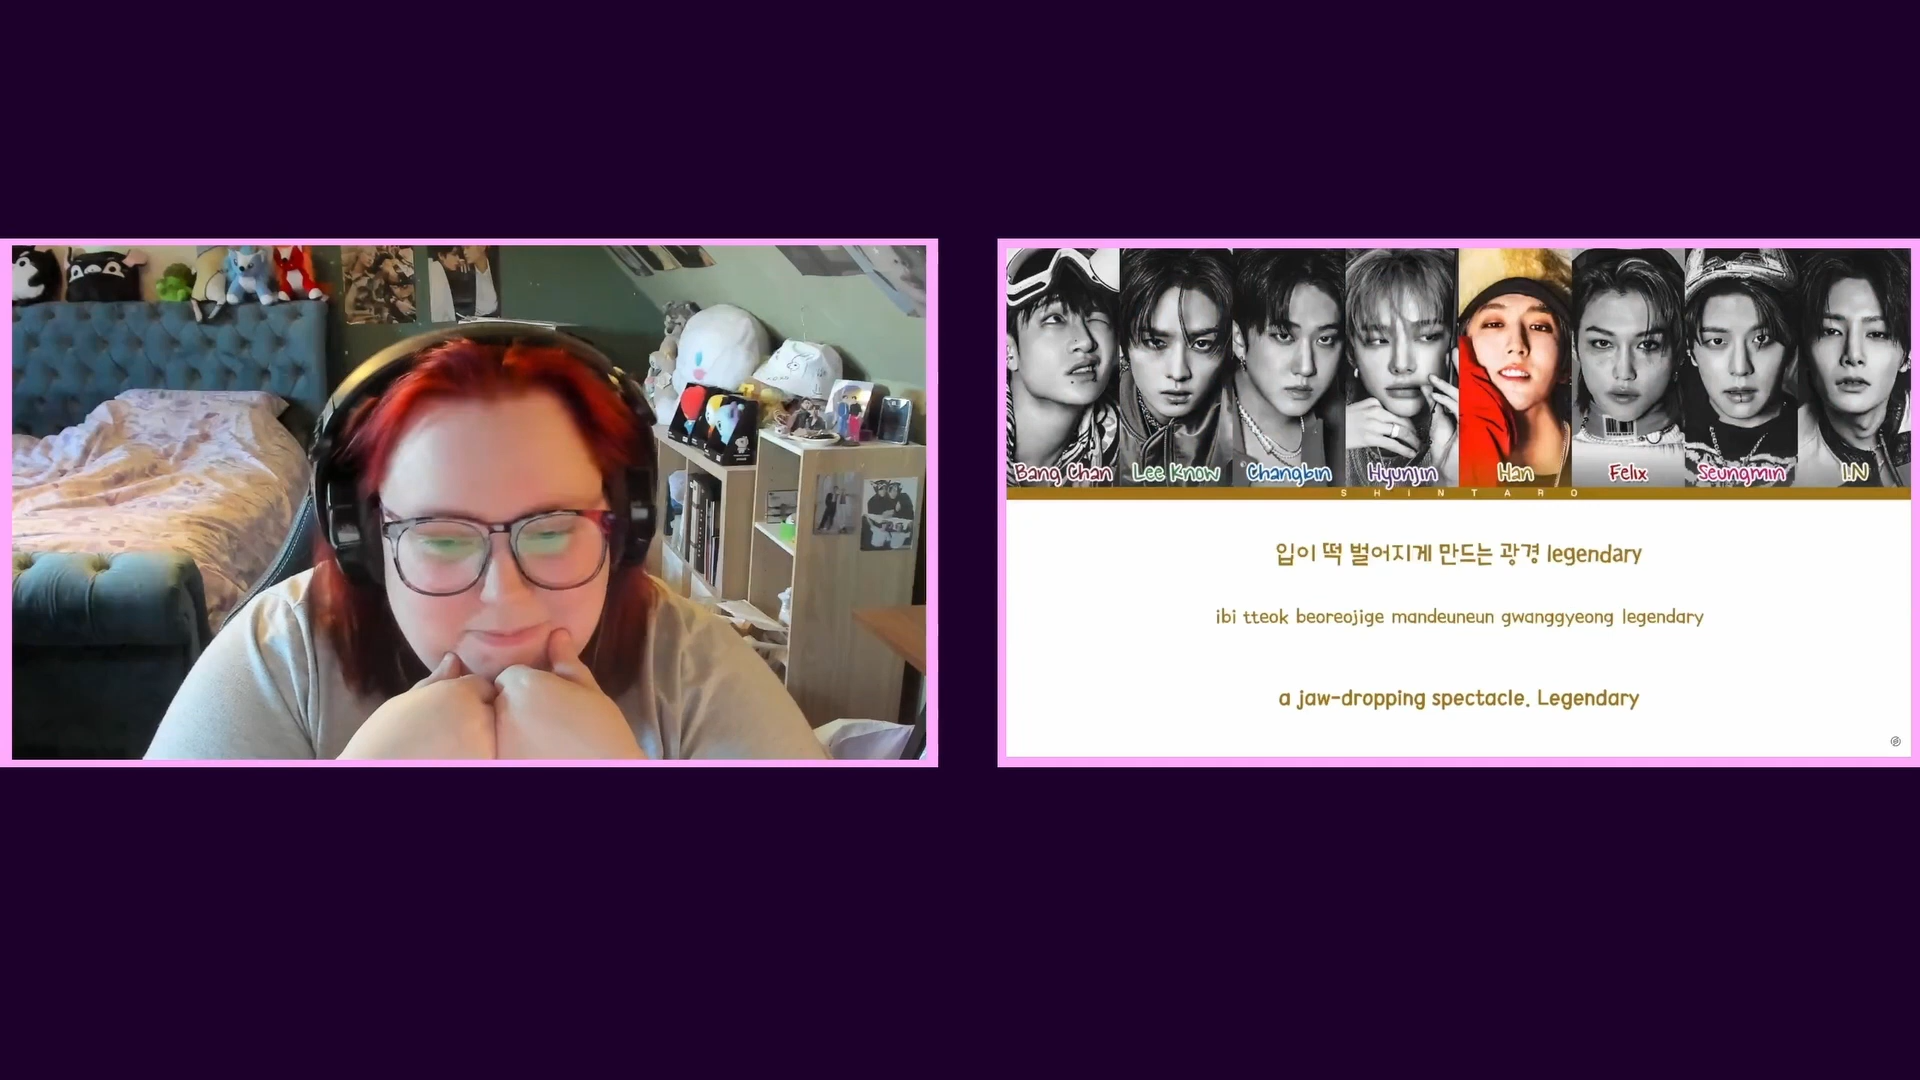 Bang Chan
Lee Know
Changbin
Hyunjin
Han
Felix
Seungmin
I.N
SHINTARO
입이 떡 벌어지게 만드는 광경 legendary
ibi tteok beoreojige mandeuneun gwanggyeong legendary
a jaw-dropping spectacle. Legendary